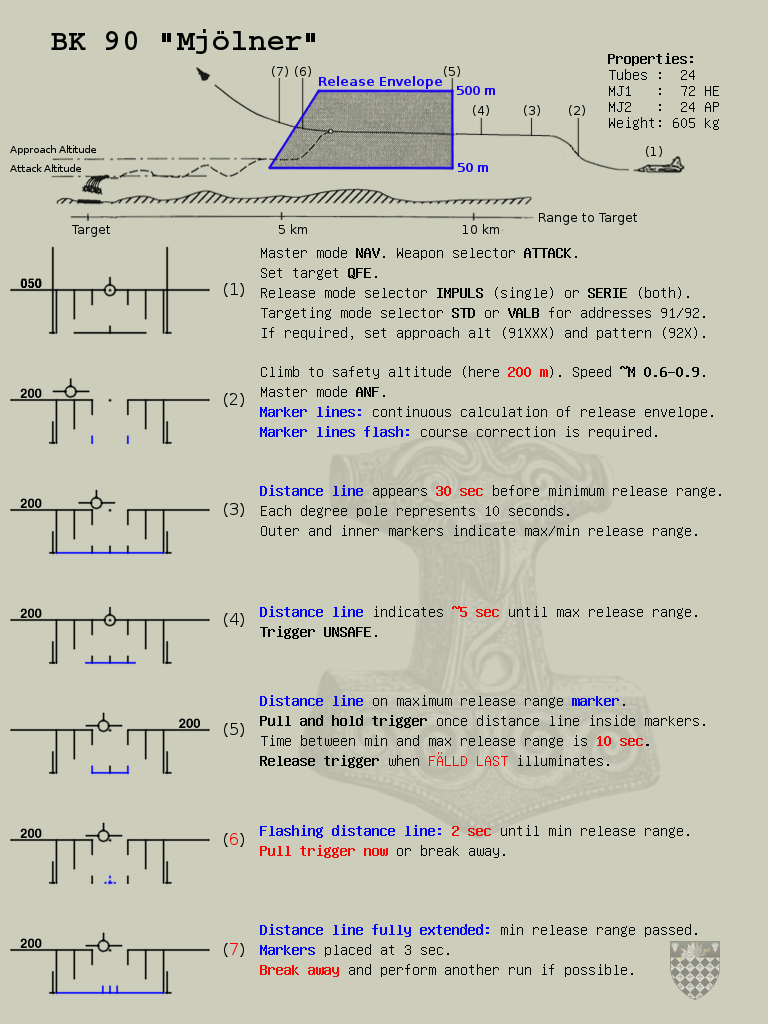 BK 90 "Mjölner"
Properties:
Tubes : 24
MJ1 : 72 HE
MJ2 : 24 AP
Weight: 605 kg
(7) (6) (5)
Release Envelope
500 m
(4) (3) (2)
(1)
Approach Altitude
Attack Altitude
50 m
Range to Target
Target 5 km 10 km
050
(1)
Master mode NAV. Weapon selector ATTACK.
Set target QFE.
Release mode selector IMPULS (single) or SERIE (both).
Targeting mode selector STD or VALB for addresses 91/92.
If required, set approach alt (91XXX) and pattern (92X).
200
(2)
Climb to safety altitude (here 200 m). Speed ~M 0.6-0.9.
Master mode ANF.
Marker lines: continuous calculation of release envelope.
Marker lines flash: course correction is required.
200
(3)
Distance line appears 30 sec before minimum release range.
Each degree pole represents 10 seconds.
Outer and inner markers indicate max/min release range.
200
(4)
Distance line indicates ~5 sec until max release range.
Trigger UNSAFE.
200
(5)
Distance line on maximum release range marker.
Pull and hold trigger once distance line inside markers.
Time between min and max release range is 10 sec.
Release trigger when FÄLLD LAST illuminates.
200
(6)
Flashing distance line: 2 sec until min release range.
Pull trigger now or break away.
200
(7)
Distance line fully extended: min release range passed.
Markers placed at 3 sec.
Break away and perform another run if possible.